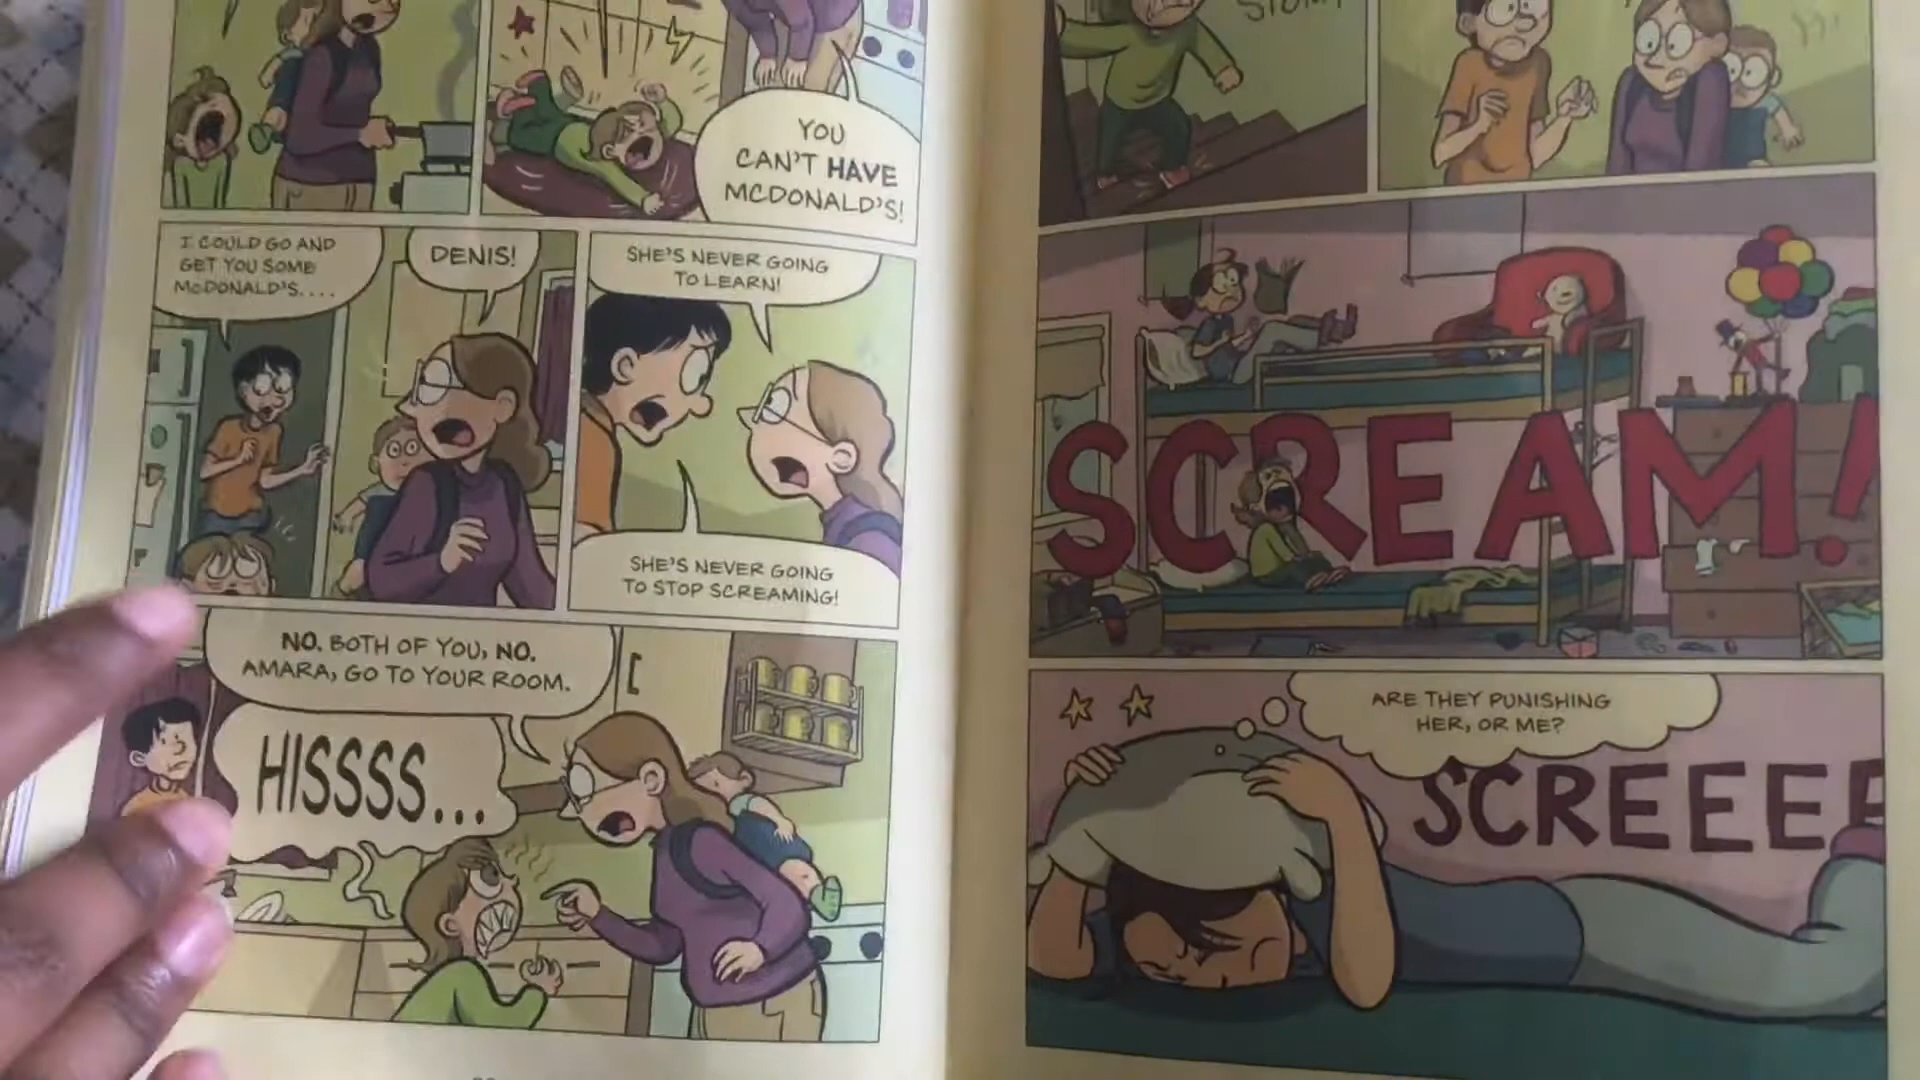 YOU
CAN'T HAVE
MCDONALD'S!
I COULD GO AND
GET YOU SOME
MCDONALD'S....
DENIS!
SHE'S NEVER GOING
TO LEARN!
SHE'S NEVER GOING
TO STOP SCREAMING!
NO. BOTH OF YOU, NO.
AMARA, GO TO YOUR ROOM.
HISSSS...
SCREAM!
ARE THEY PUNISHING
HER, OR ME?
SCREEE